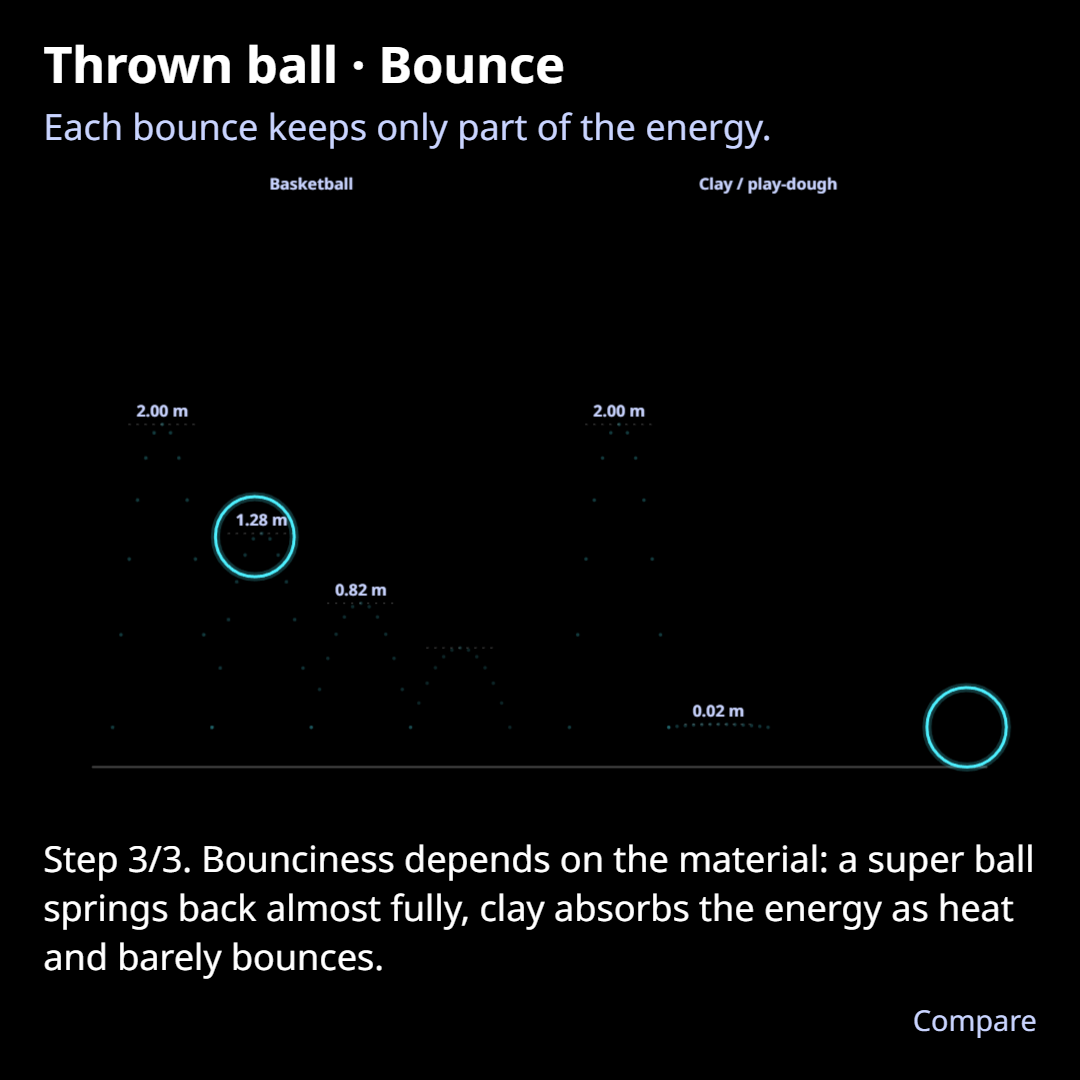 Thrown ball · Bounce
Each bounce keeps only part of the energy.
Basketball
Clay / play-dough
2.00 m
2.00 m
1.28 m
0.82 m
0.02 m
Step 3/3. Bounciness depends on the material: a super ball
springs back almost fully, clay absorbs the energy as heat
and barely bounces.
Compare